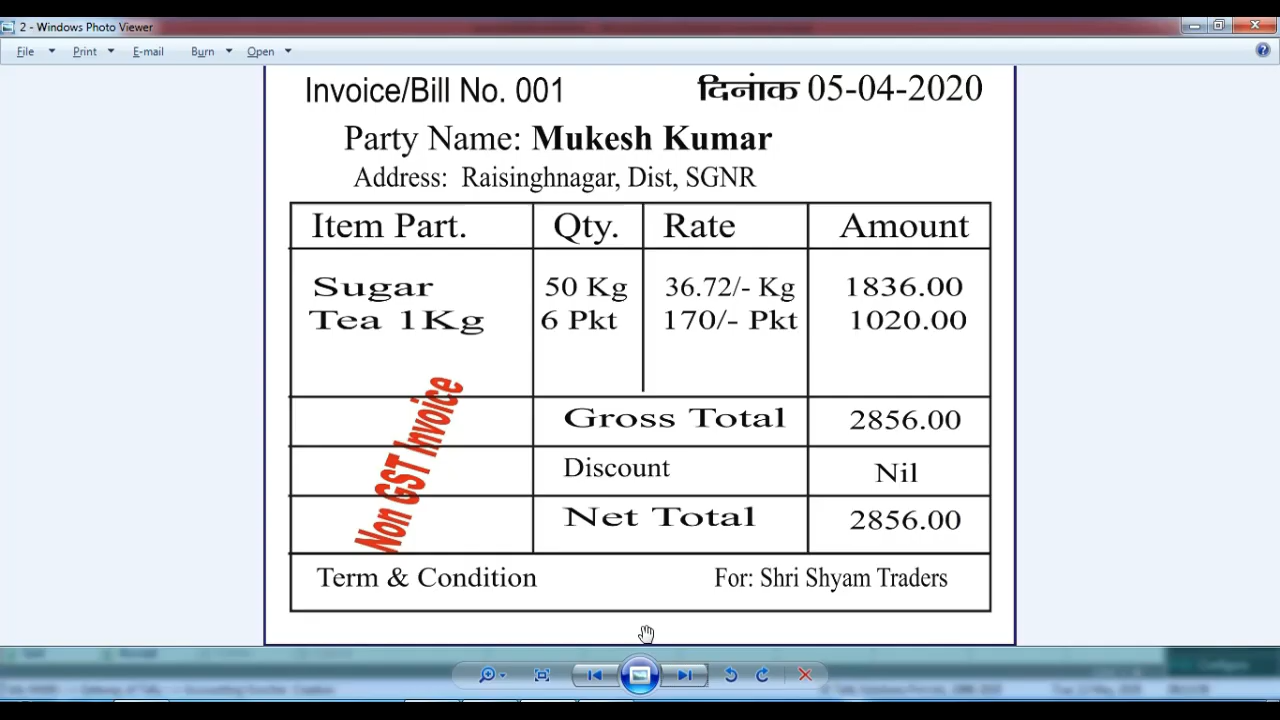 2 - Windows Photo Viewer
File Print E-mail Burn Open
Invoice/Bill No. 001 दिनांक 05-04-2020
Party Name: Mukesh Kumar
Address: Raisinghnagar, Dist, SGNR
Item Part. Qty. Rate Amount
Sugar 50 Kg 36.72/- Kg 1836.00
Tea 1Kg 6 Pkt 170/- Pkt 1020.00
Non GST Invoice
Gross Total 2856.00
Discount Nil
Net Total 2856.00
Term & Condition For: Shri Shyam Traders